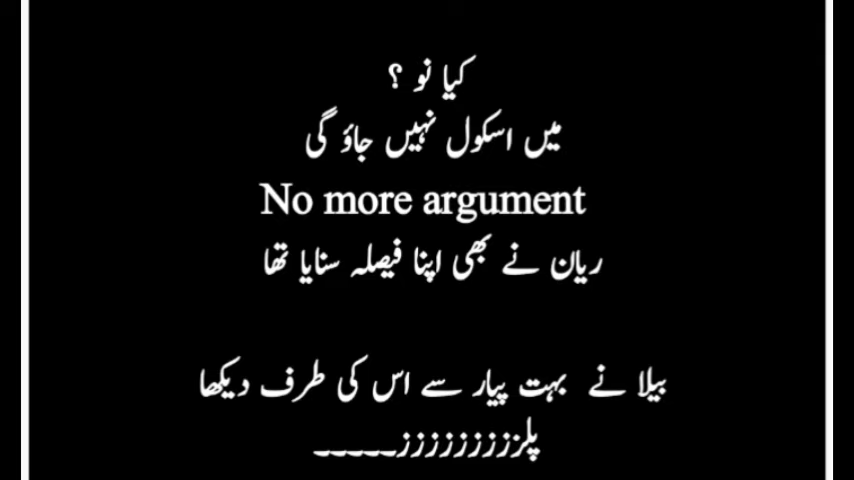 کیا نو ؟
میں اسکول نہیں جاؤ گی
No more argument
ریان نے بھی اپنا فیصلہ سنایا تھا
بیلا نے بہت پیار سے اس کی طرف دیکھا
پلززززززززز۔۔۔۔۔